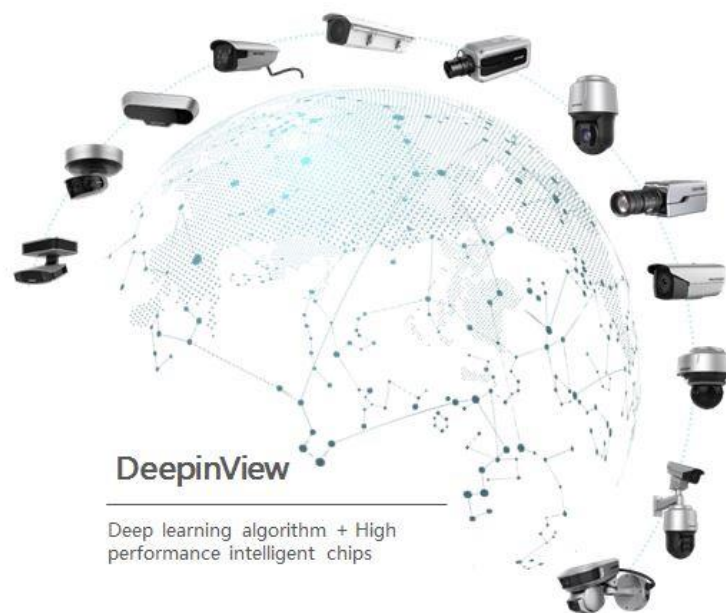 DeepinView
Deep learning algorithm + High
performance intelligent chips